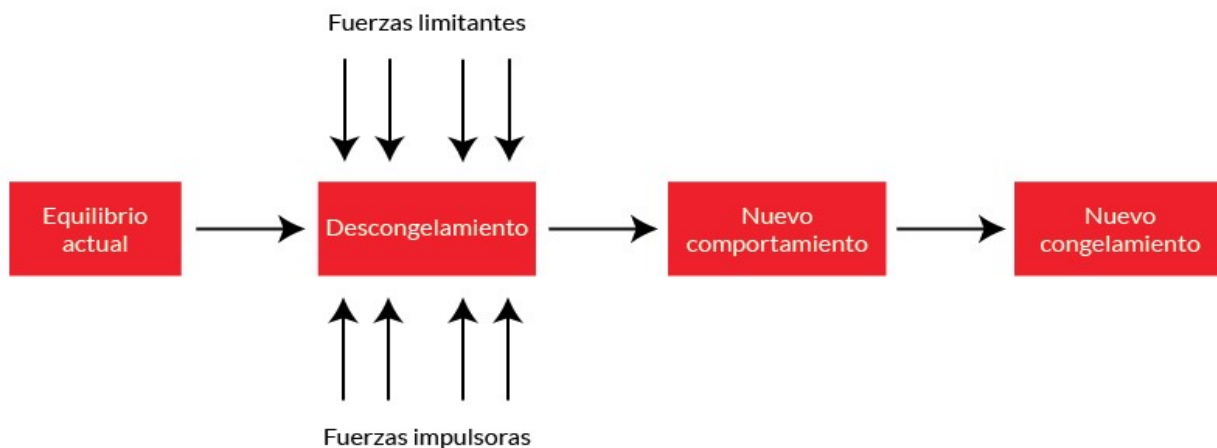 Fuerzas limitantes
Equilibrio
actual
Descongelamiento
Nuevo
comportamiento
Nuevo
congelamiento
Fuerzas impulsoras